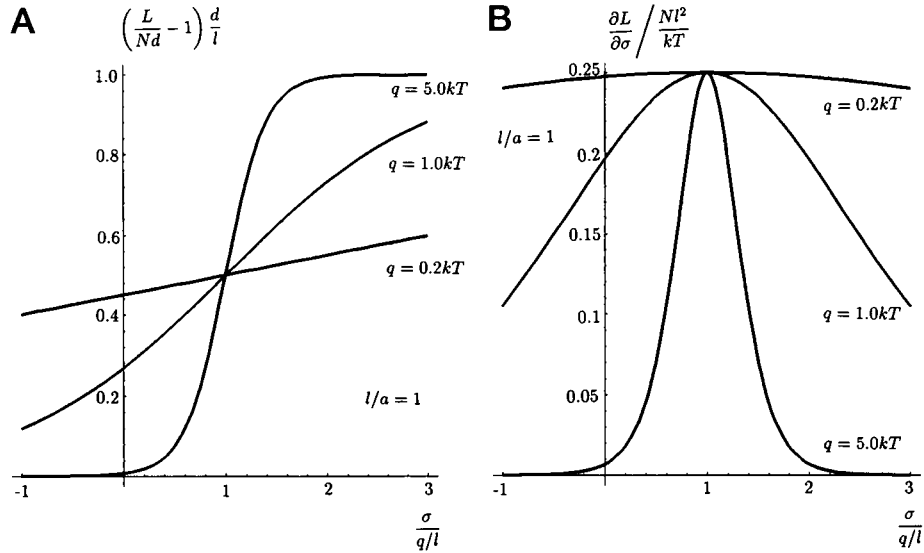 A
(L/Nd − 1) d/l
1.0
0.8
0.6
0.4
0.2
q = 5.0kT
q = 1.0kT
q = 0.2kT
l/a = 1
-1 0 1 2 3
σ
q/l
B
∂L/∂σ / Nl²/kT
0.25
0.2
0.15
0.1
0.05
q = 0.2kT
l/a = 1
q = 1.0kT
q = 5.0kT
-1 0 1 2 3
σ
q/l